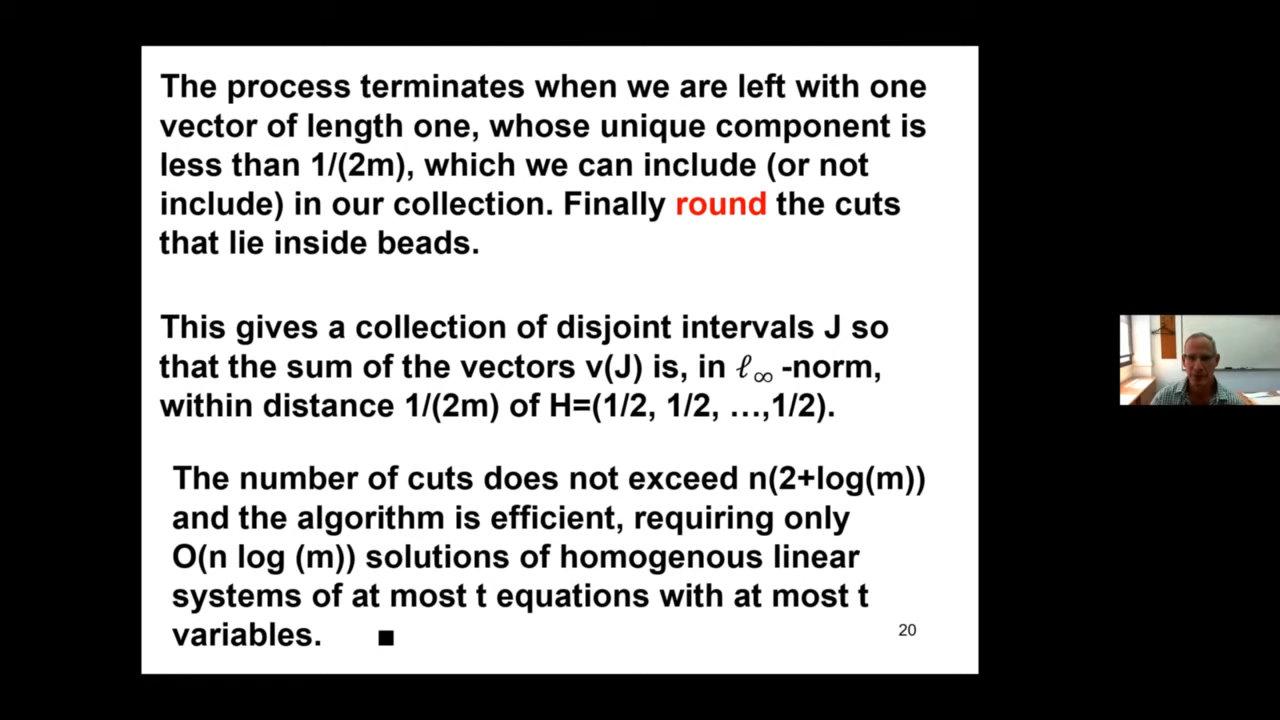 The process terminates when we are left with one
vector of length one, whose unique component is
less than 1/(2m), which we can include (or not
include) in our collection. Finally round the cuts
that lie inside beads.
This gives a collection of disjoint intervals J so
that the sum of the vectors v(J) is, in ℓ∞ -norm,
within distance 1/(2m) of H=(1/2, 1/2, …,1/2).
The number of cuts does not exceed n(2+log(m))
and the algorithm is efficient, requiring only
O(n log (m)) solutions of homogenous linear
systems of at most t equations with at most t
variables. ■
20